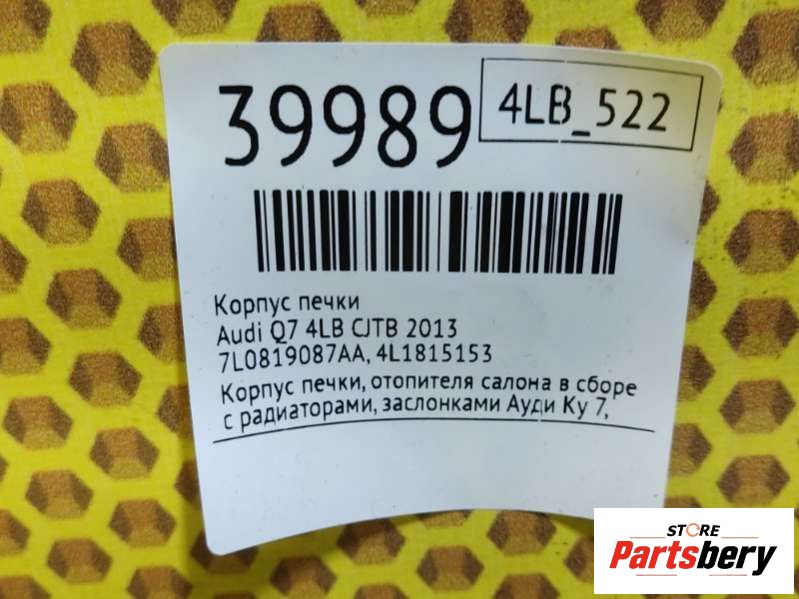 39989
4LB_522
Корпус печки
Audi Q7 4LB CJTB 2013
7L0819087AA, 4L1815153
Корпус печки, отопителя салона в сборе
с радиаторами, заслонками Ауди Ку 7,
STORE
Partsbery